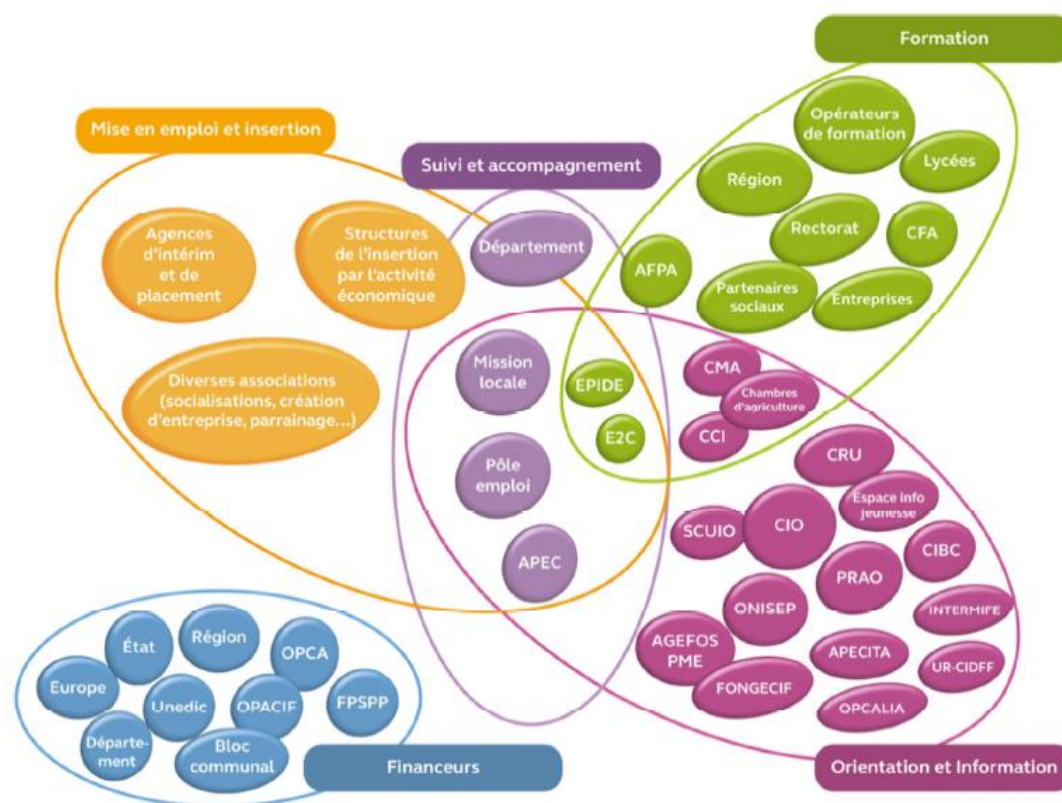 Formation
Mise en emploi et insertion
Suivi et accompagnement
Opérateurs
de formation
Lycées
Région
Rectorat
CFA
AFPA
Partenaires
sociaux
Entreprises
Agences
d'intérim
et de
placement
Structures
de l'insertion
par l'activité
économique
Département
Diverses associations
(socialisations, création
d'entreprise, parrainage...)
Mission
locale
EPIDE
E2C
Pôle
emploi
APEC
CMA
Chambres
d'agriculture
CCI
CRU
Espace info
jeunesse
SCUIO
CIO
CIBC
PRAO
ONISEP
INTERMIFE
AGEFOS
PME
APECITA
UR-CIDFF
FONGECIF
OPCALIA
État
Région
OPCA
Europe
Unedic
OPACIF
FPSPP
Départe-
ment
Bloc
communal
Financeurs
Orientation et Information